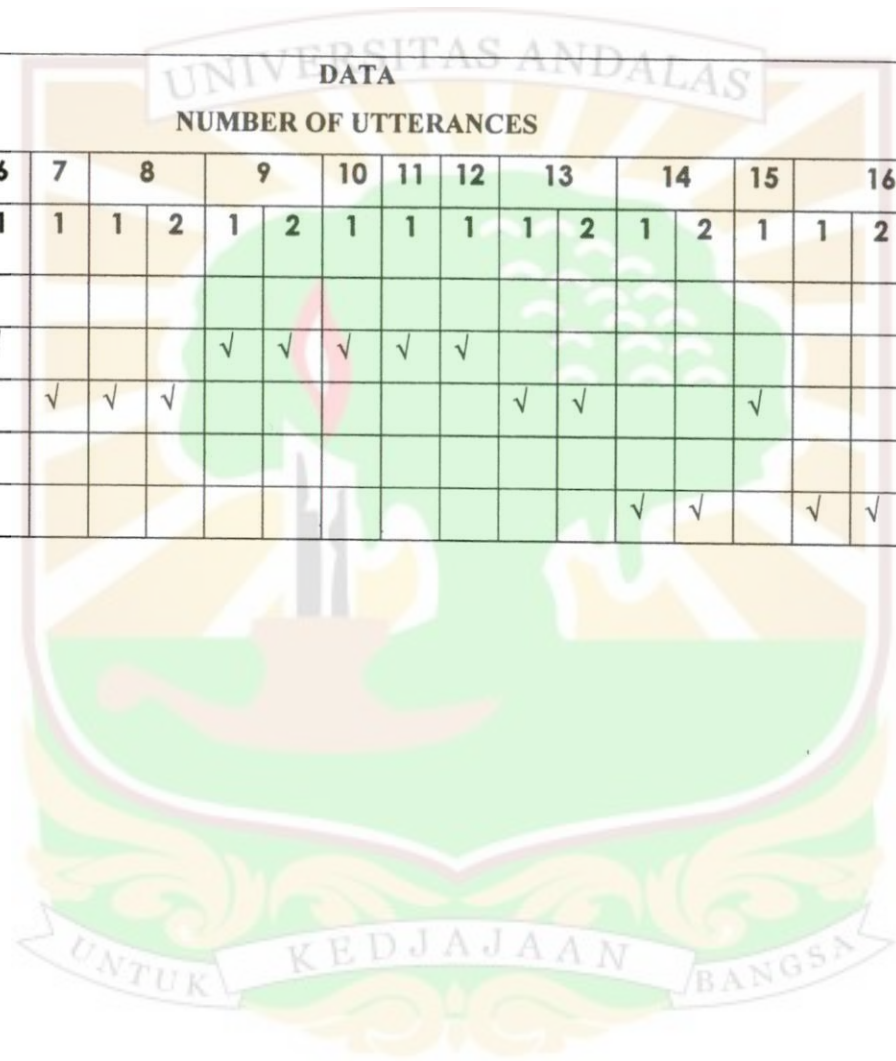 UNIVERSITAS ANDALAS
DATA
NUMBER OF UTTERANCES
7 8 9 10 11 12 13 14 15 16
1 1 2 1 2 1 1 1 1 2 1 2 1 1 2
√ √ √ √ √
√ √ √ √ √ √
√ √ √ √
UNTUK KEDJAJAAN BANGSA